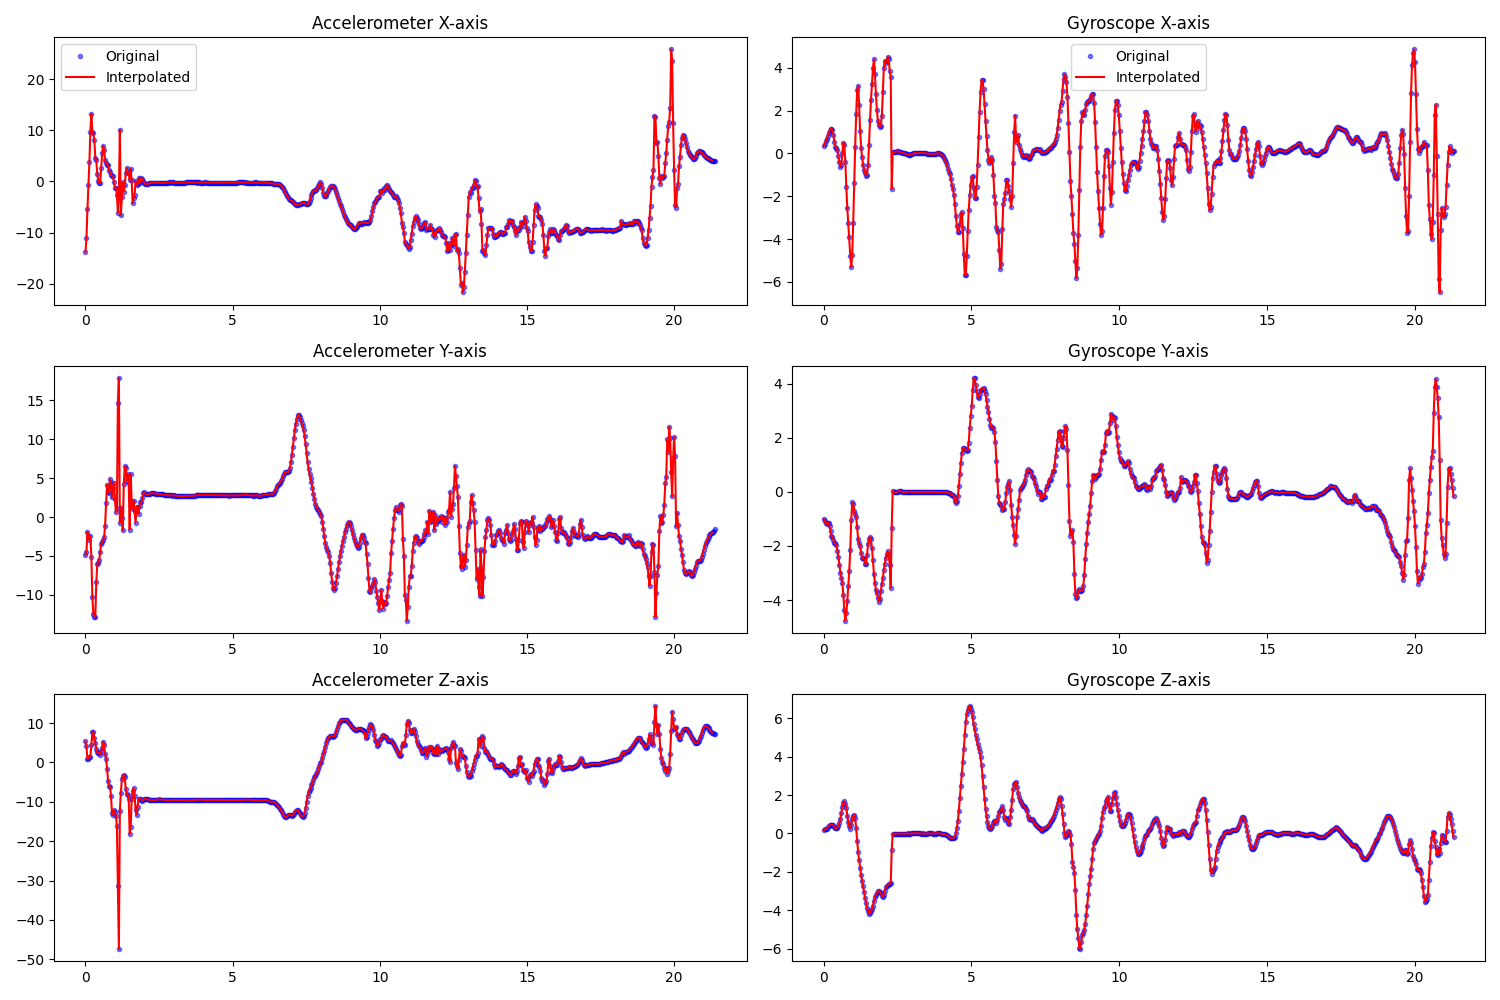 Accelerometer X-axis
Original
Interpolated
20
10
0
−10
−20
0 5 10 15 20
Gyroscope X-axis
Original
Interpolated
4
2
0
−2
−4
−6
0 5 10 15 20
Accelerometer Y-axis
15
10
5
0
−5
−10
0 5 10 15 20
Gyroscope Y-axis
4
2
0
−2
−4
0 5 10 15 20
Accelerometer Z-axis
10
0
−10
−20
−30
−40
−50
0 5 10 15 20
Gyroscope Z-axis
6
4
2
0
−2
−4
−6
0 5 10 15 20